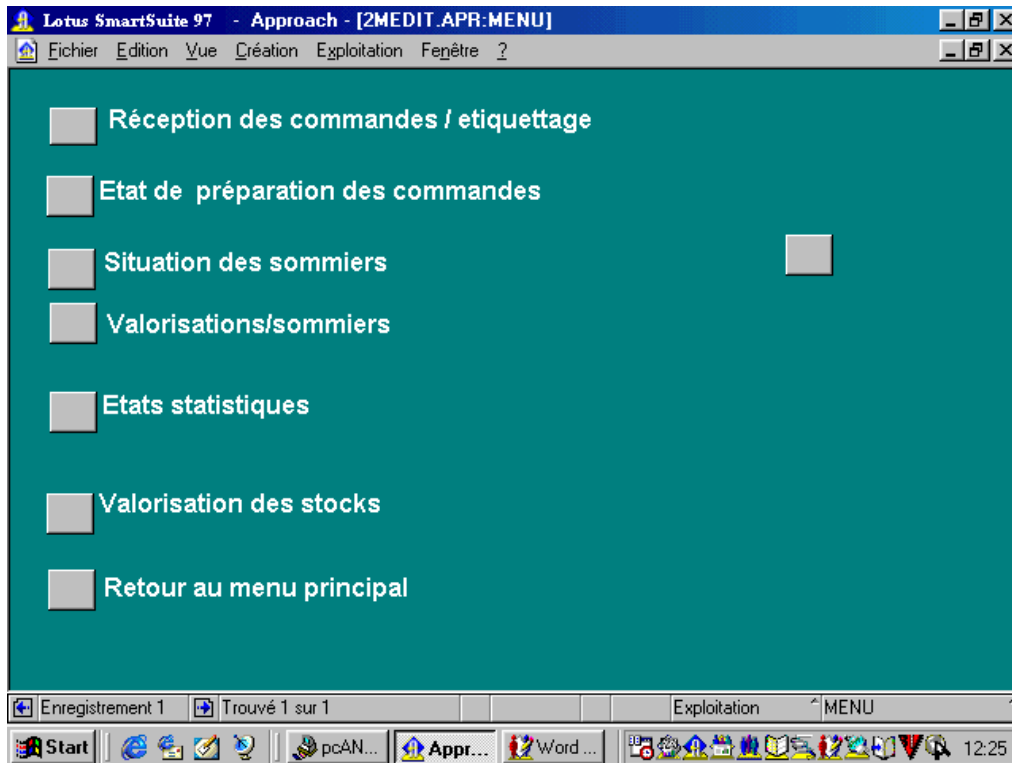 Lotus SmartSuite 97 - Approach - [2MEDIT.APR:MENU]
Fichier Edition Vue Création Exploitation Fenêtre ?
Réception des commandes / etiquettage
Etat de préparation des commandes
Situation des sommiers
Valorisations/sommiers
Etats statistiques
Valorisation des stocks
Retour au menu principal
Enregistrement 1 Trouvé 1 sur 1 Exploitation MENU
Start pcAN... Appr... Word ... 12:25